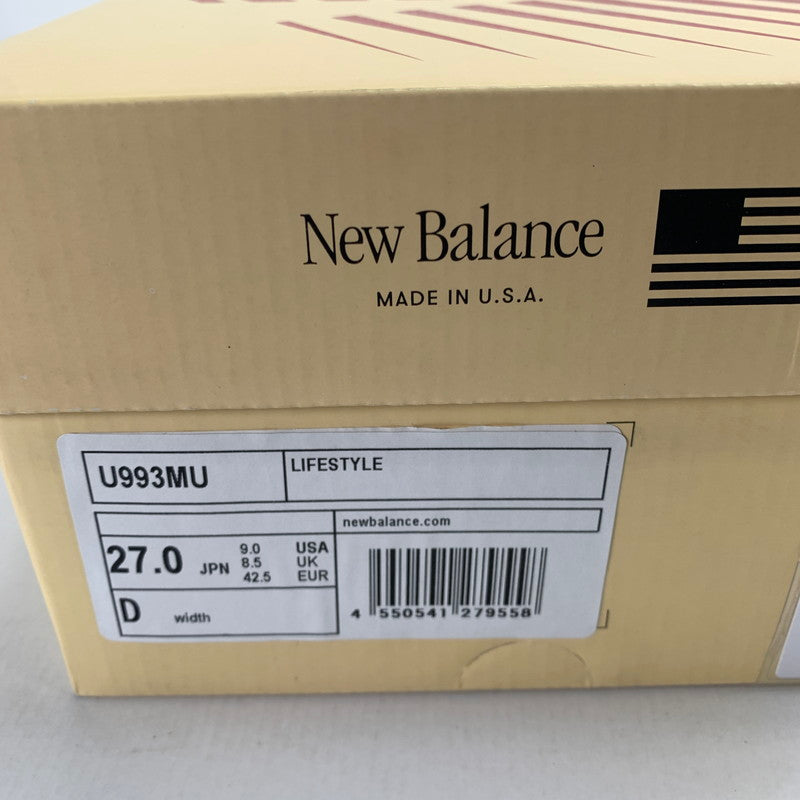 New Balance
MADE IN U.S.A.
U993MU
LIFESTYLE
newbalance.com
27.0 JPN
9.0 USA
8.5 UK
42.5 EUR
D width
4 550541 279558